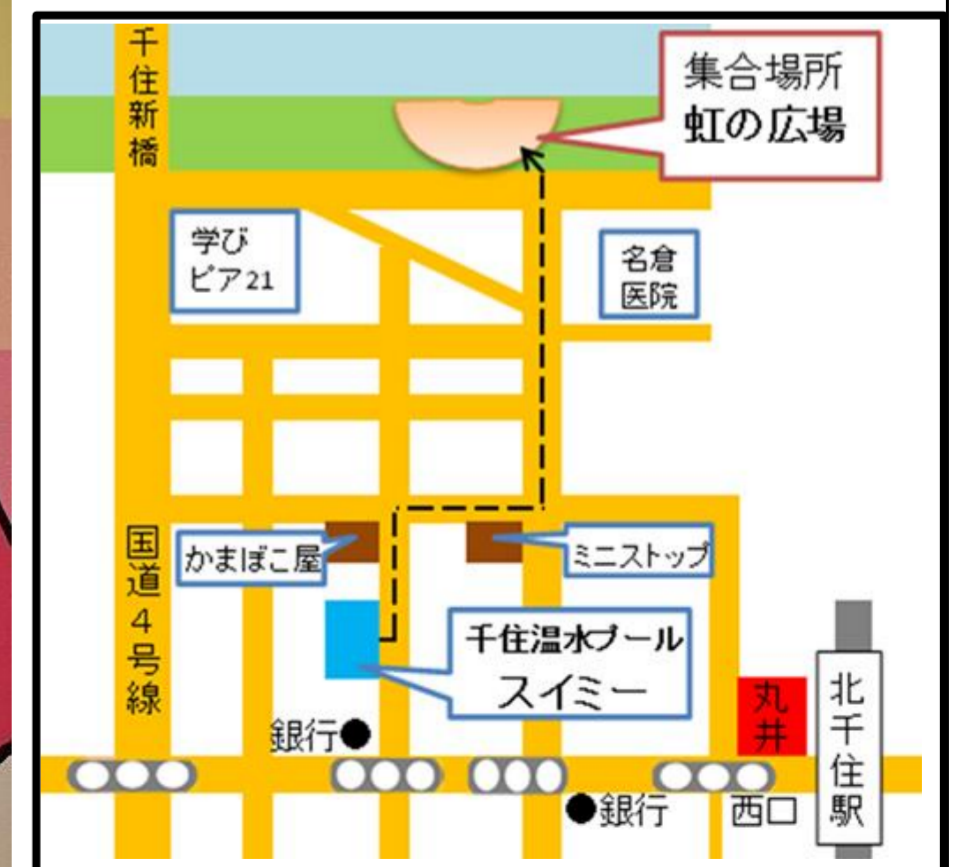 千住新橋
集合場所
虹の広場
学び
ピア21
名倉
医院
国道4号線
かまぼこ屋
ミニストップ
千住温水プール
スイミー
銀行
丸井
北千住駅
銀行
西口